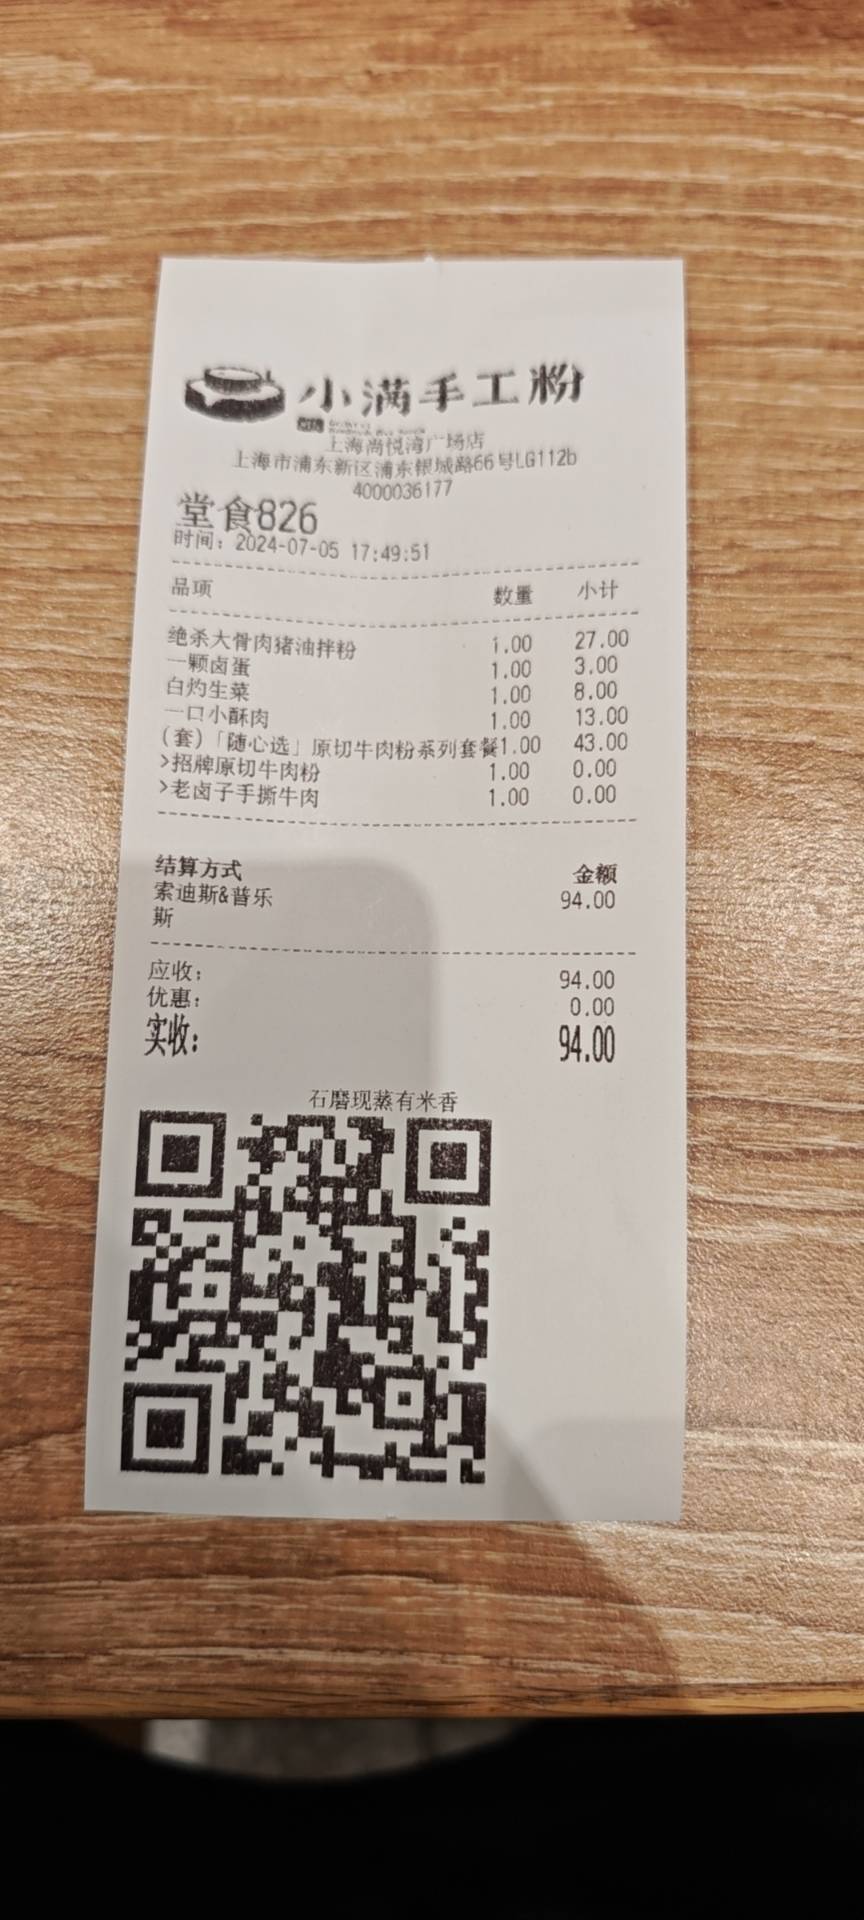 小满手工粉
上海尚悦湾广场店
上海市浦东新区浦东银城路66号LG112b
4000036177
堂食826
时间：2024-07-05 17:49:51
品项 数量 小计
绝杀大骨肉猪油拌粉 1.00 27.00
一颗卤蛋 1.00 3.00
白灼生菜 1.00 8.00
一口小酥肉 1.00 13.00
(套)「随心选」原切牛肉粉系列套餐1.00 43.00
>招牌原切牛肉粉 1.00 0.00
>老卤子手撕牛肉 1.00 0.00
结算方式 金额
索迪斯&普乐 94.00
斯
应收： 94.00
优惠： 0.00
实收： 94.00
石磨现蒸有米香